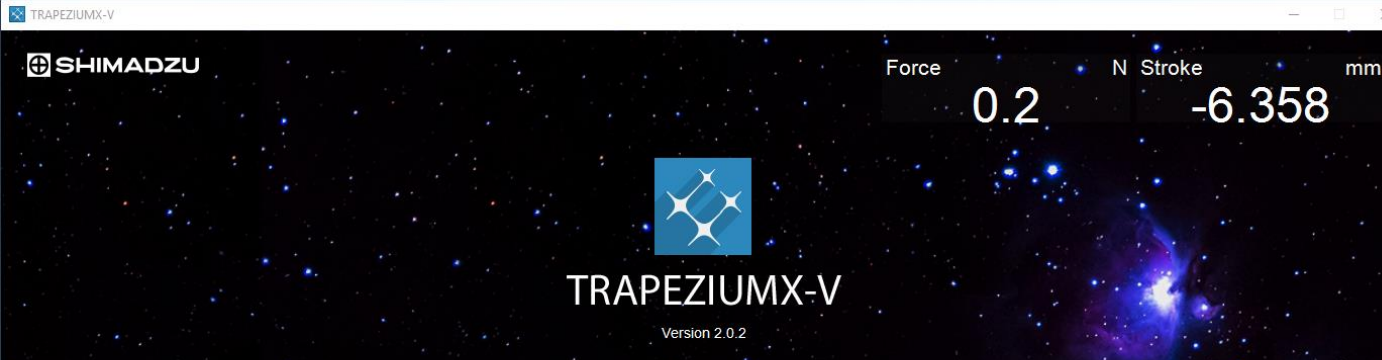 TRAPEZIUMX-V
SHIMADZU
Force N Stroke mm
0.2 -6.358
TRAPEZIUMX-V
Version 2.0.2